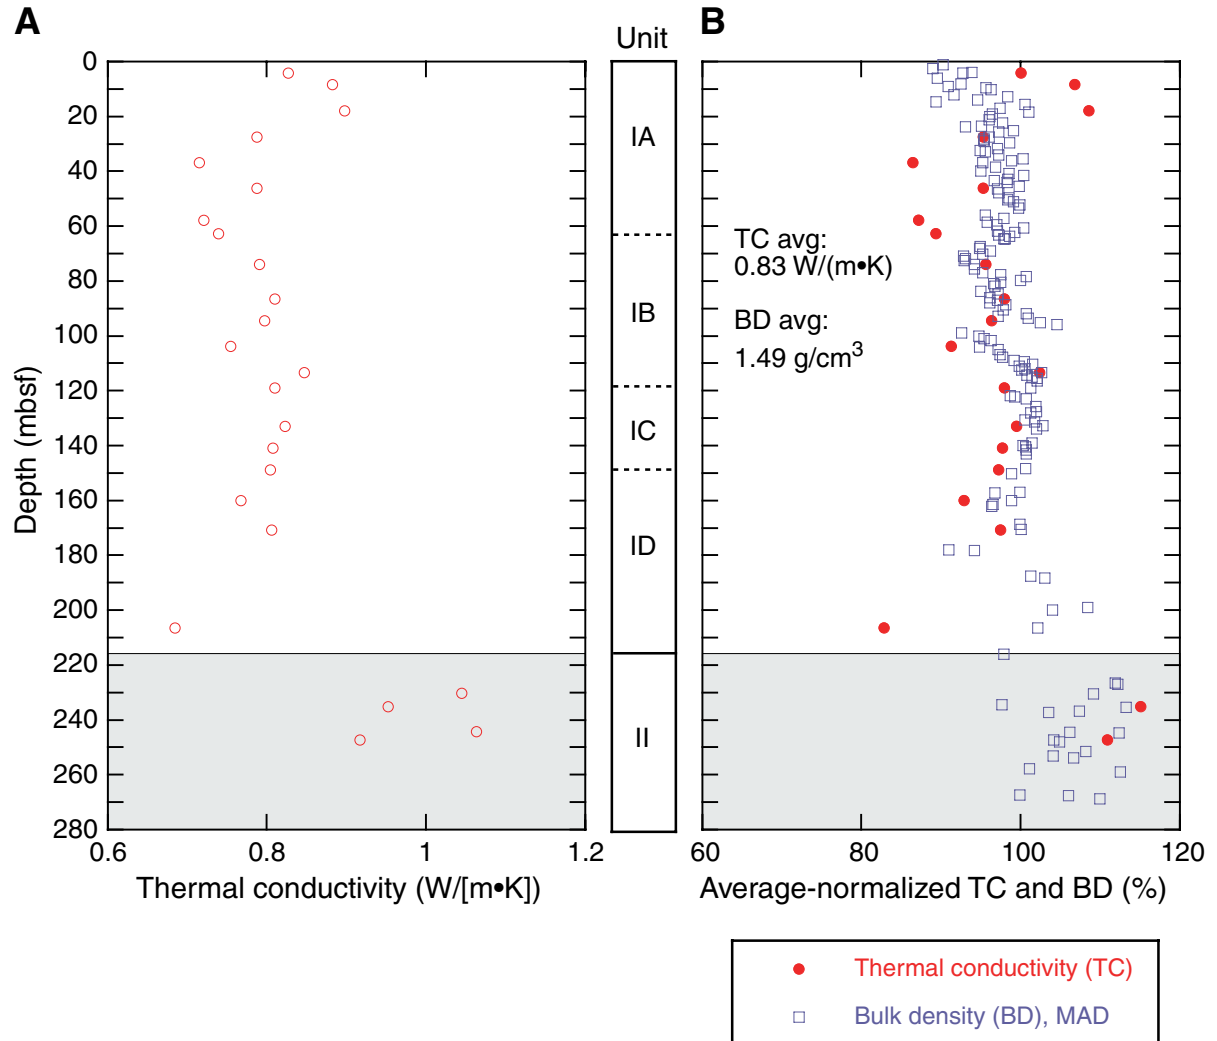 A
B
Unit
0
20
40
60
80
100
120
140
160
180
200
220
240
260
280
Depth (mbsf)
0.6
0.8
1
1.2
Thermal conductivity (W/[m•K])
IA
IB
IC
ID
II
TC avg:
0.83 W/(m•K)
BD avg:
1.49 g/cm³
60
80
100
120
Average-normalized TC and BD (%)
Thermal conductivity (TC)
Bulk density (BD), MAD